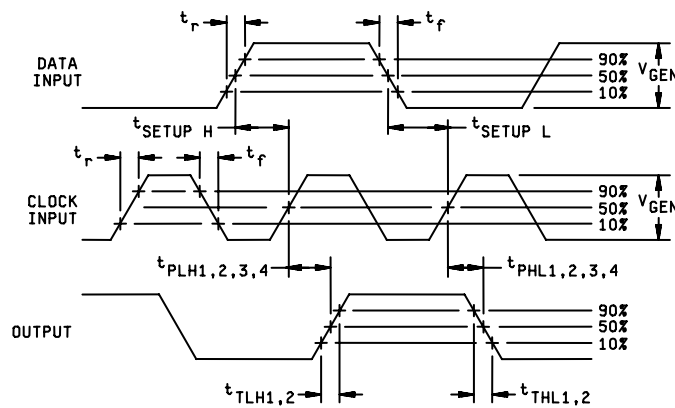 t_r
t_f
DATA
INPUT
90%
50%
10%
V_GEN
t_SETUP H
t_SETUP L
t_r
t_f
CLOCK
INPUT
90%
50%
10%
V_GEN
t_PLH1,2,3,4
t_PHL1,2,3,4
OUTPUT
90%
50%
10%
t_TLH1,2
t_THL1,2